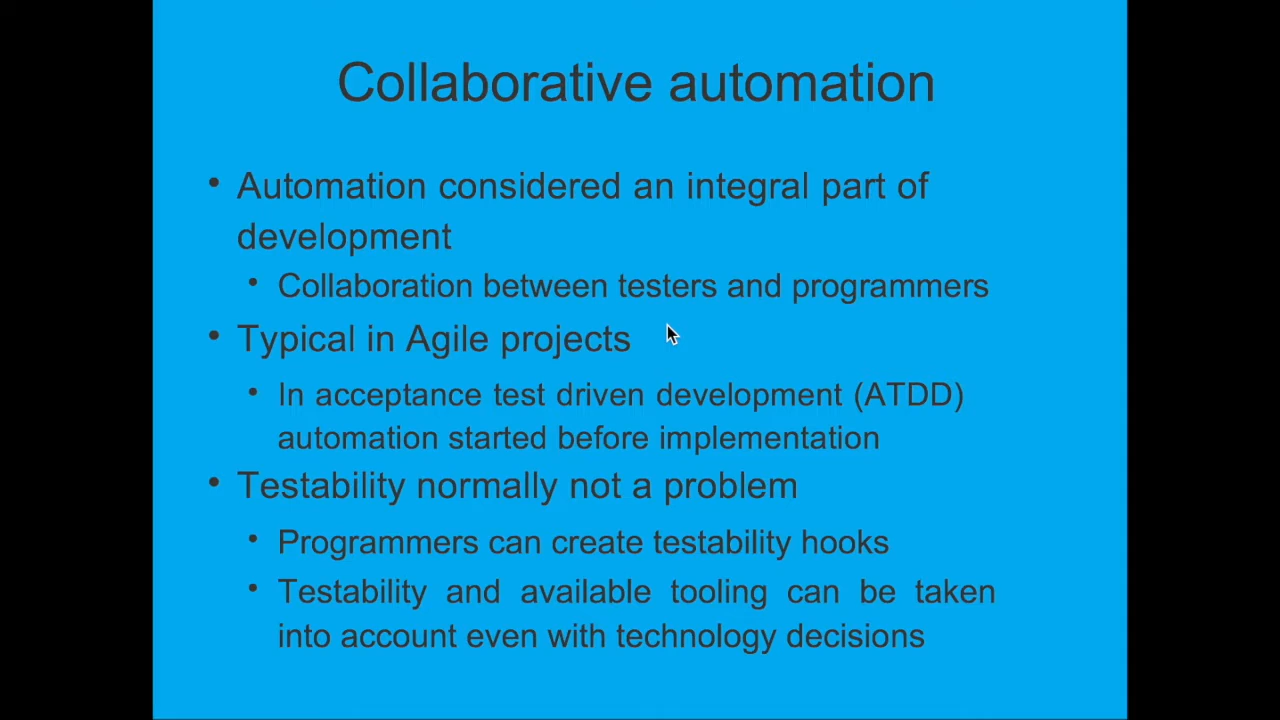 Collaborative automation
• Automation considered an integral part of
development
• Collaboration between testers and programmers
• Typical in Agile projects
• In acceptance test driven development (ATDD)
automation started before implementation
• Testability normally not a problem
• Programmers can create testability hooks
• Testability and available tooling can be taken
into account even with technology decisions